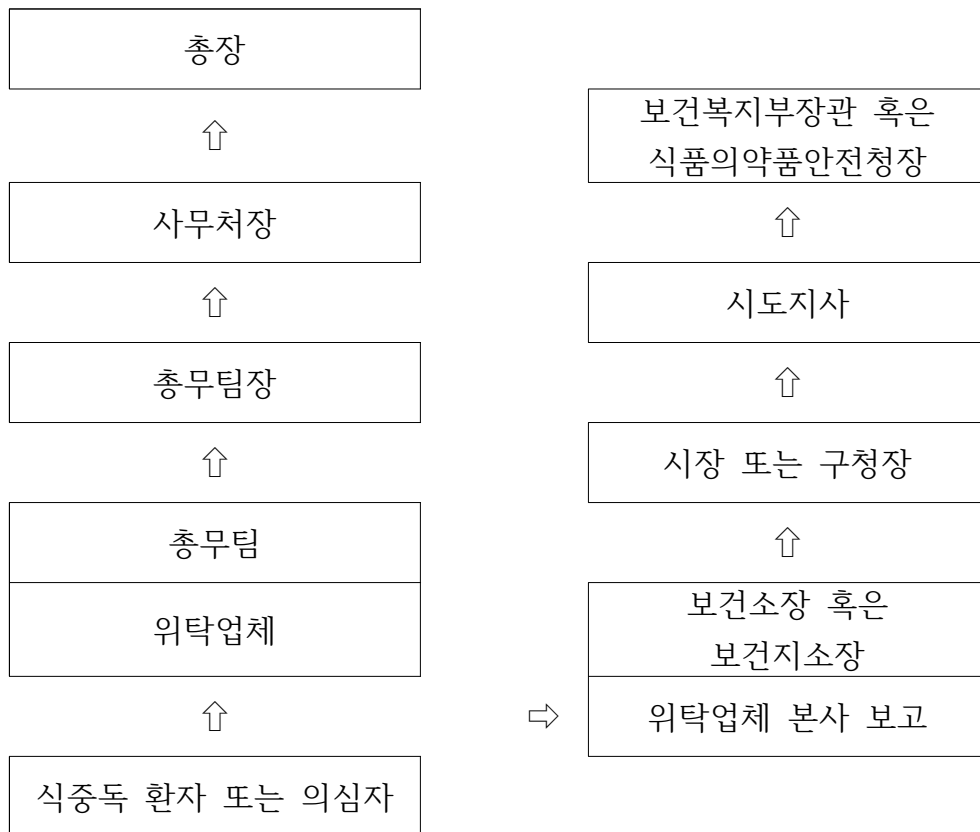 총장
⇧
사무처장
⇧
총무팀장
⇧
총무팀
위탁업체
⇧
식중독 환자 또는 의심자
⇨
보건복지부장관 혹은
식품의약품안전청장
⇧
시도지사
⇧
시장 또는 구청장
⇧
보건소장 혹은
보건지소장
위탁업체 본사 보고